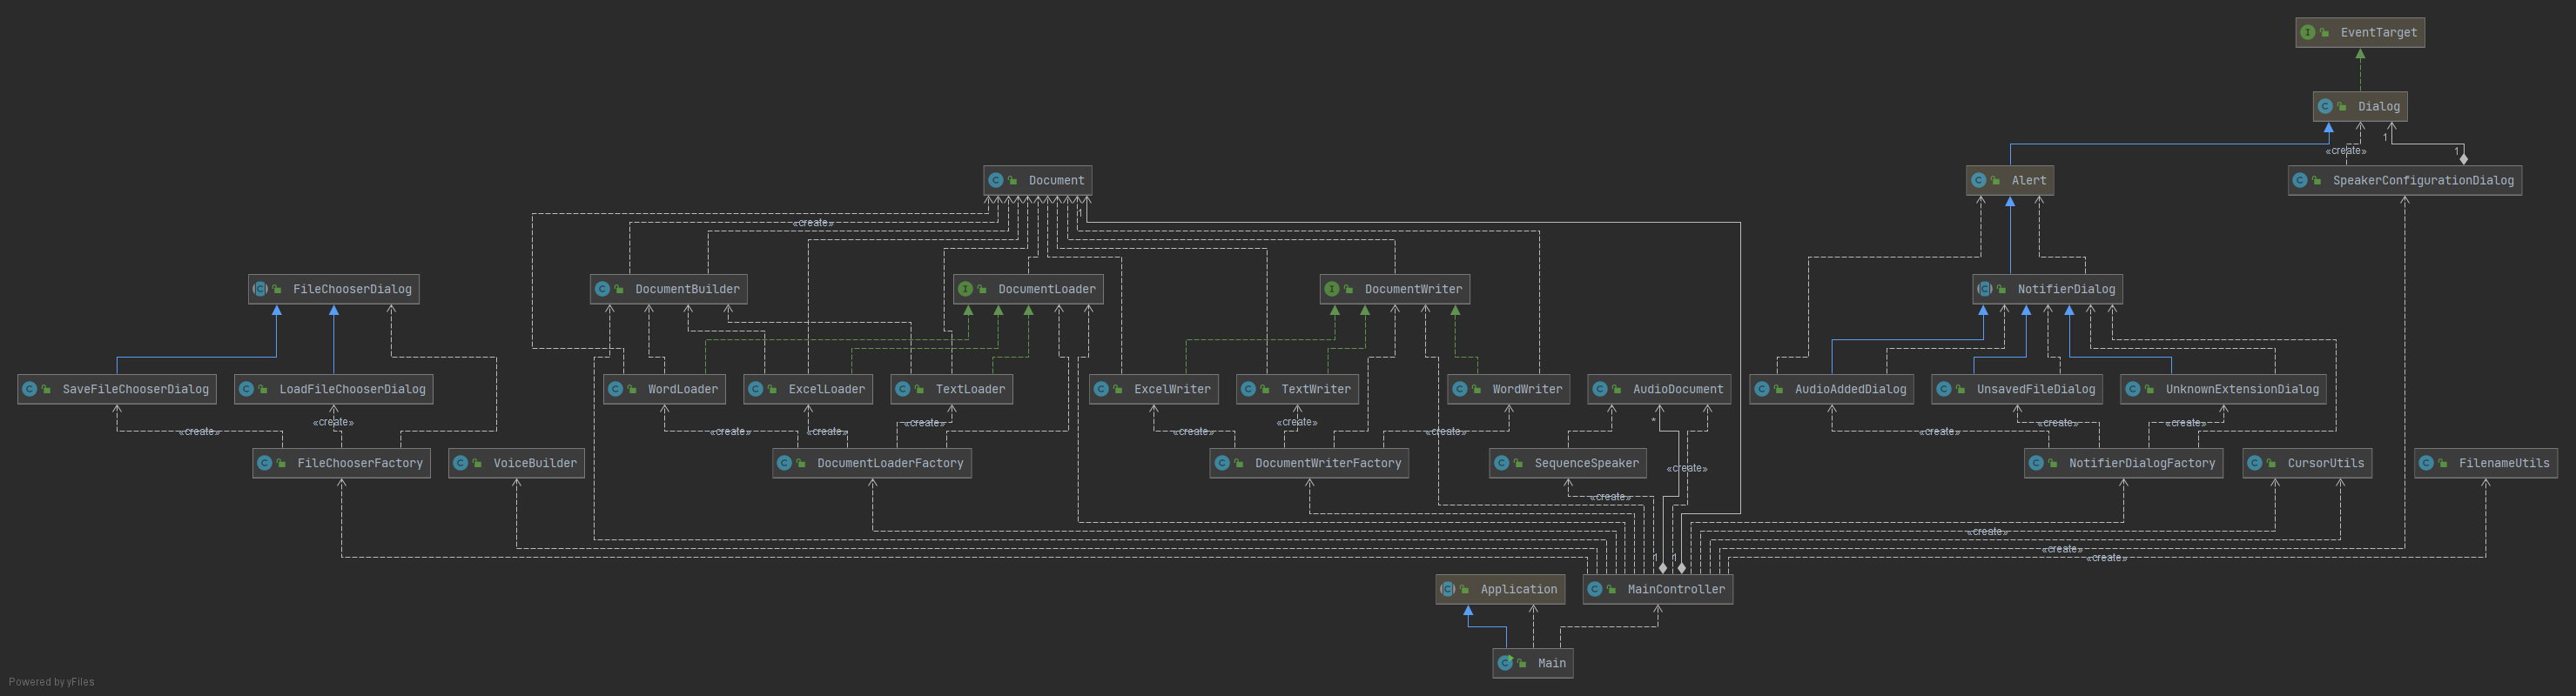 EventTarget
Dialog
1
1
«create»
Document
Alert
SpeakerConfigurationDialog
1
«create»
FileChooserDialog
DocumentBuilder
DocumentLoader
DocumentWriter
NotifierDialog
SaveFileChooserDialog
LoadFileChooserDialog
WordLoader
ExcelLoader
TextLoader
ExcelWriter
TextWriter
WordWriter
AudioDocument
AudioAddedDialog
UnsavedFileDialog
UnknownExtensionDialog
*
«create»
«create»
«create»
«create»
«create»
«create»
«create»
«create»
«create»
«create»
«create»
FileChooserFactory
VoiceBuilder
DocumentLoaderFactory
DocumentWriterFactory
SequenceSpeaker
«create»
NotifierDialogFactory
CursorUtils
FilenameUtils
«create»
«create»
«create»
«create»
1
1
Application
MainController
Main
Powered by yFiles